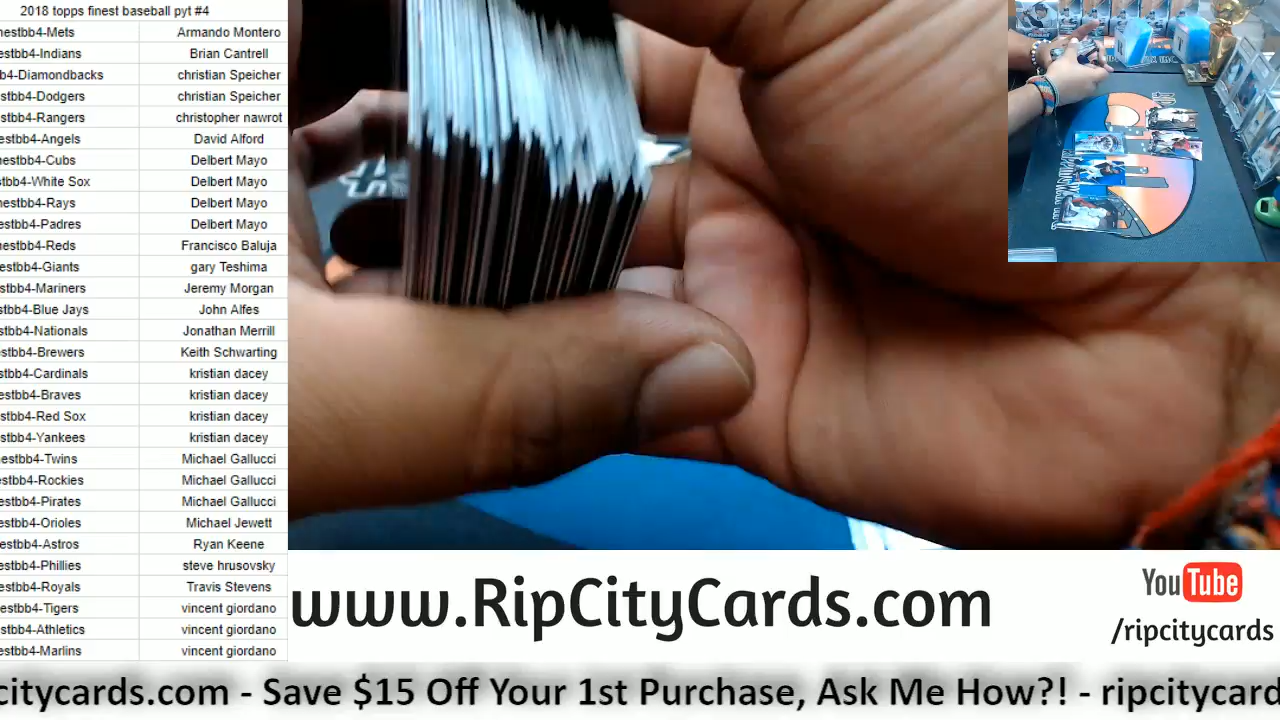 2018 topps finest baseball pyt #4
nestbb4-Mets Armando Montero
nestbb4-Indians Brian Cantrell
b4-Diamondbacks christian Speicher
stbb4-Dodgers christian Speicher
estbb4-Rangers christopher nawrot
estbb4-Angels David Alford
nestbb4-Cubs Delbert Mayo
stbb4-White Sox Delbert Mayo
nestbb4-Rays Delbert Mayo
estbb4-Padres Delbert Mayo
nestbb4-Reds Francisco Baluja
estbb4-Giants gary Teshima
stbb4-Mariners Jeremy Morgan
stbb4-Blue Jays John Alfes
stbb4-Nationals Jonathan Merrill
estbb4-Brewers Keith Schwarting
stbb4-Cardinals kristian dacey
estbb4-Braves kristian dacey
estbb4-Red Sox kristian dacey
stbb4-Yankees kristian dacey
nestbb4-Twins Michael Gallucci
stbb4-Rockies Michael Gallucci
stbb4-Pirates Michael Gallucci
estbb4-Orioles Michael Jewett
estbb4-Astros Ryan Keene
stbb4-Phillies steve hrusovsky
estbb4-Royals Travis Stevens
estbb4-Tigers vincent giordano
stbb4-Athletics vincent giordano
estbb4-Marlins vincent giordano
www.RipCityCards.com
YouTube
/ripcitycards
citycards.com - Save $15 Off Your 1st Purchase, Ask Me How?! - ripcitycard